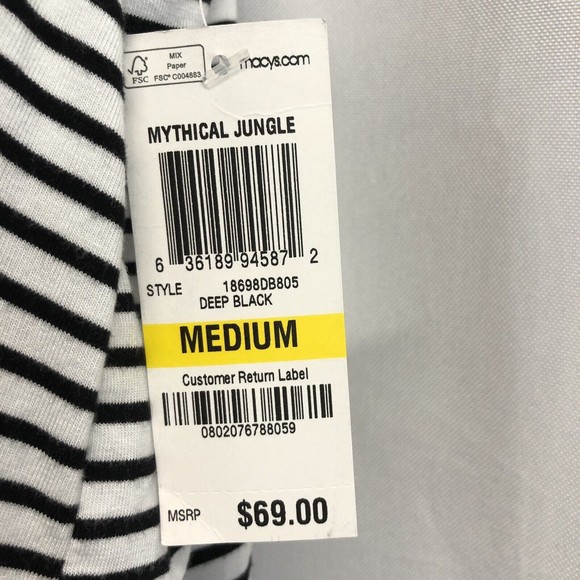 MIX
Paper
FSC
FSC® C004863
macys.com
MYTHICAL JUNGLE
6 36189 94587 2
STYLE 18698DB805
DEEP BLACK
MEDIUM
Customer Return Label
0802076788059
MSRP $69.00